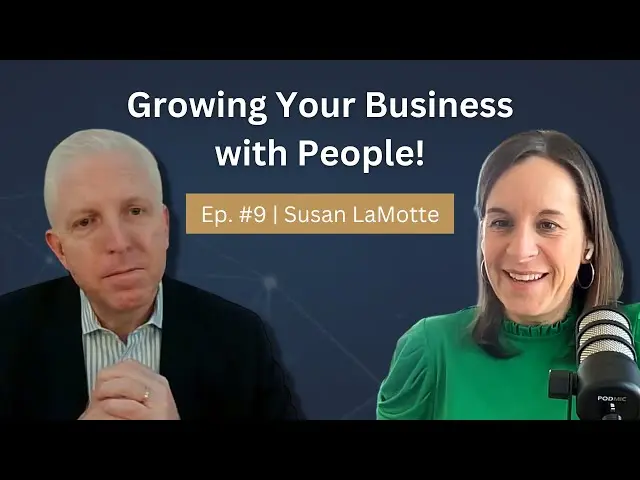 Growing Your Business
with People!
Ep. #9 | Susan LaMotte
PODMIC